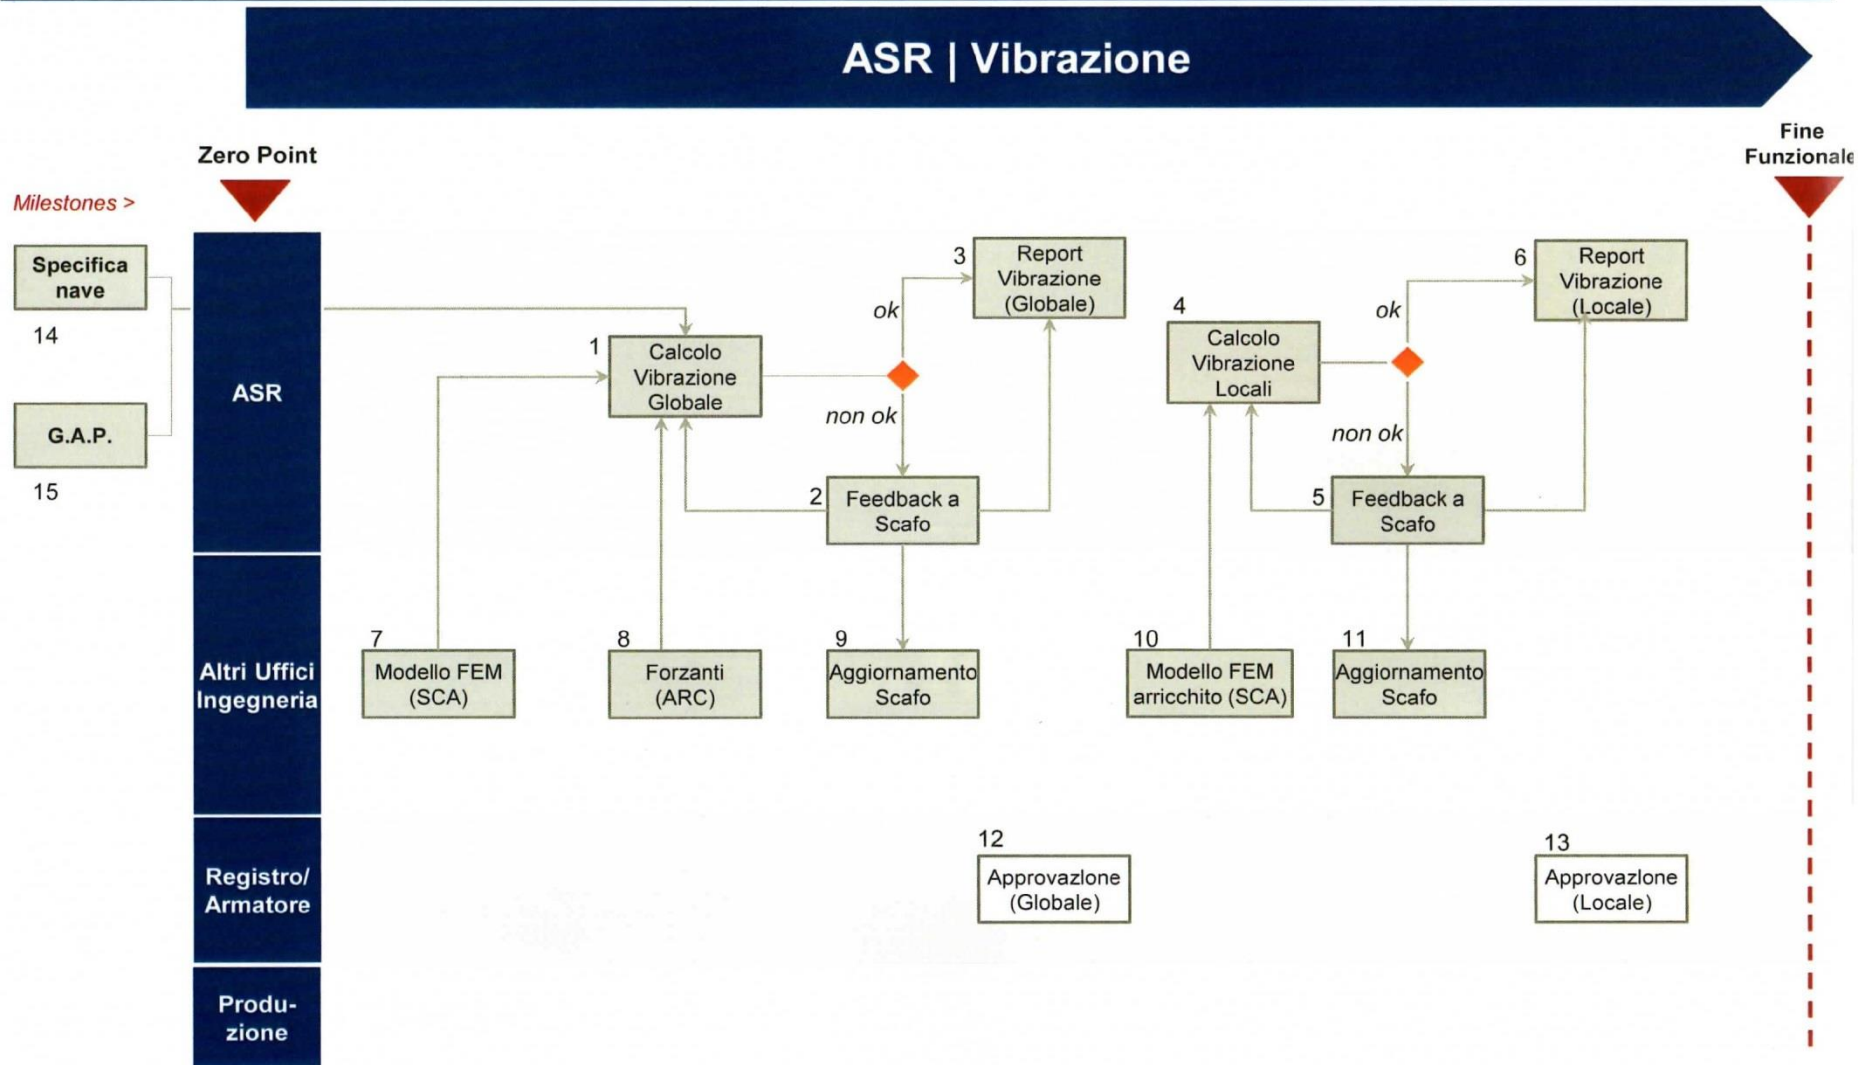 ASR | Vibrazione
Zero Point
Fine
Funzionale
Milestones >
Specifica
nave
14
G.A.P.
15
ASR
1
Calcolo
Vibrazione
Globale
ok
non ok
3
Report
Vibrazione
(Globale)
2
Feedback a
Scafo
4
Calcolo
Vibrazione
Locali
ok
non ok
6
Report
Vibrazione
(Locale)
5
Feedback a
Scafo
Altri Uffici
Ingegneria
7
Modello FEM
(SCA)
8
Forzanti
(ARC)
9
Aggiornamento
Scafo
10
Modello FEM
arricchito (SCA)
11
Aggiornamento
Scafo
Registro/
Armatore
12
Approvazlone
(Globale)
13
Approvazlone
(Locale)
Produ-
zione